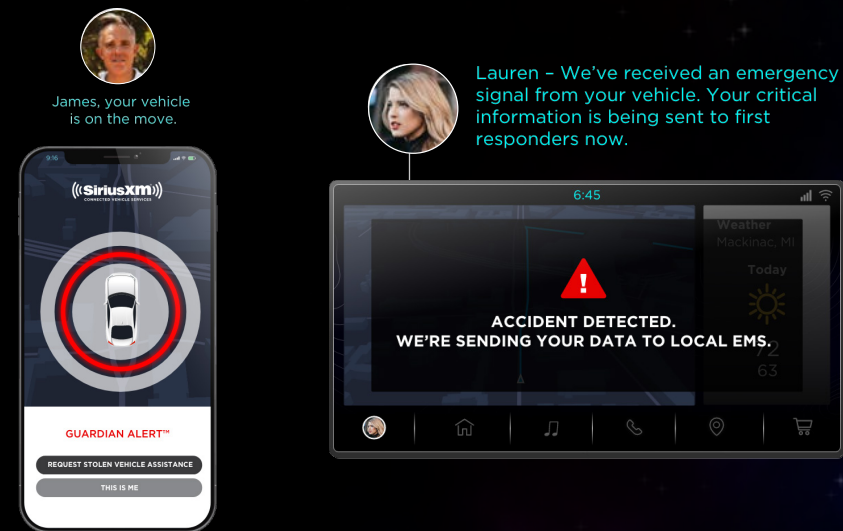 James, your vehicle
is on the move.
9:16
((SiriusXM))
CONNECTED VEHICLE SERVICES
GUARDIAN ALERT™
REQUEST STOLEN VEHICLE ASSISTANCE
THIS IS ME
Lauren – We've received an emergency
signal from your vehicle. Your critical
information is being sent to first
responders now.
6:45
Weather
Mackinac, MI
Today
ACCIDENT DETECTED.
WE'RE SENDING YOUR DATA TO LOCAL EMS.
72
63